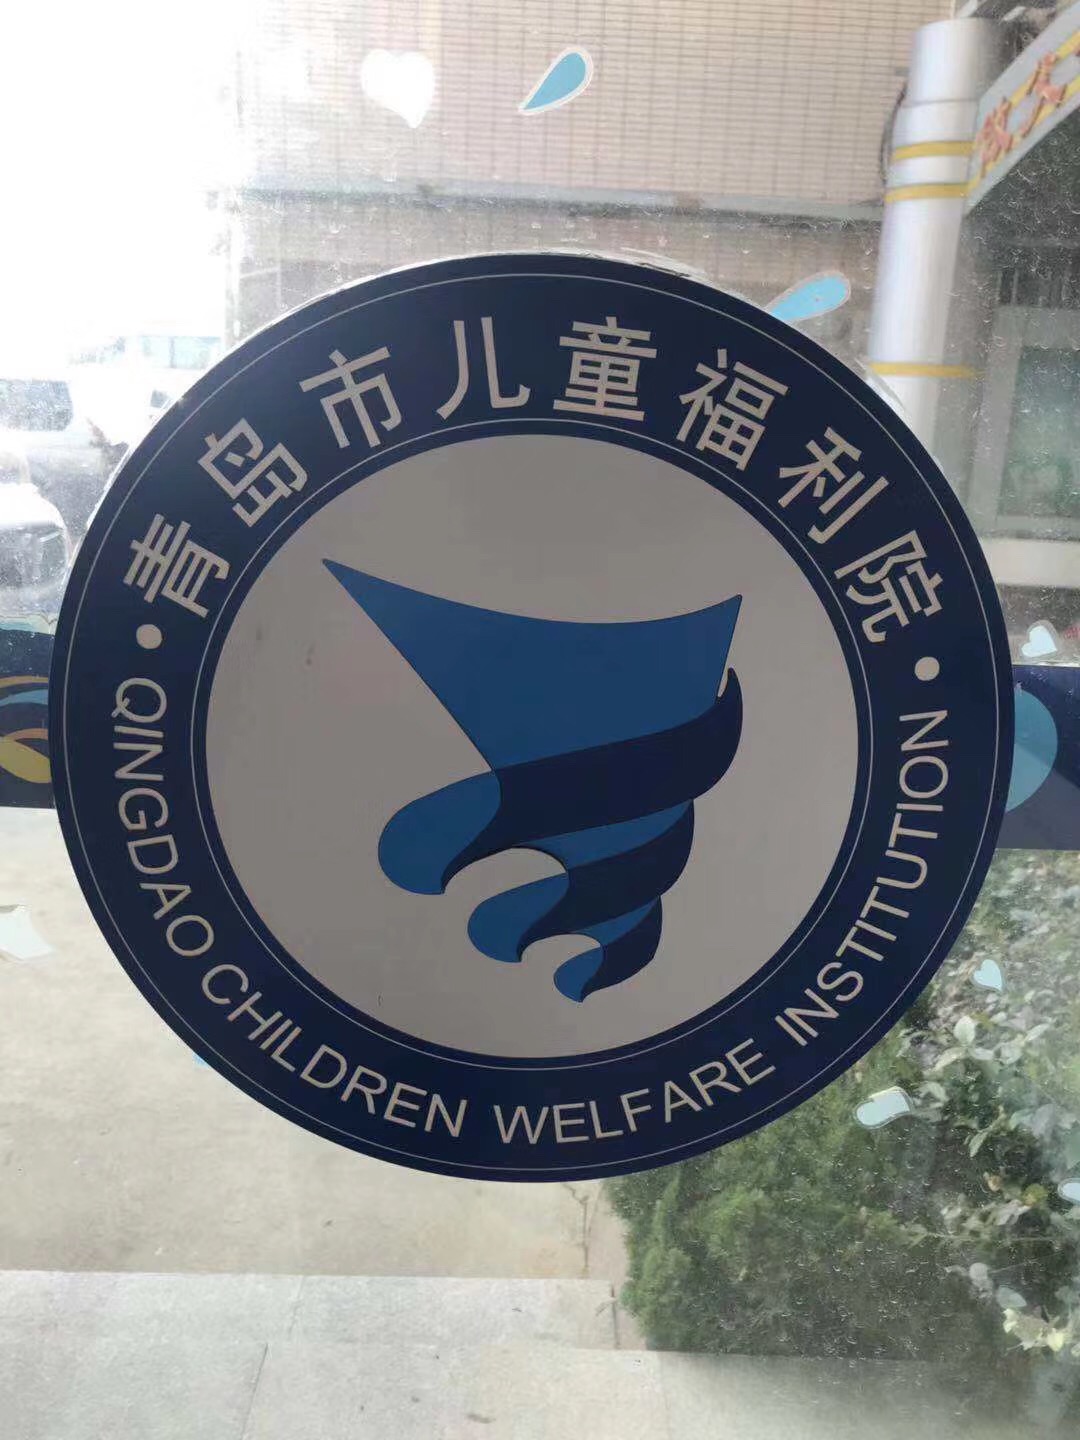 青岛市儿童福利院
QINGDAO CHILDREN WELFARE INSTITUTION